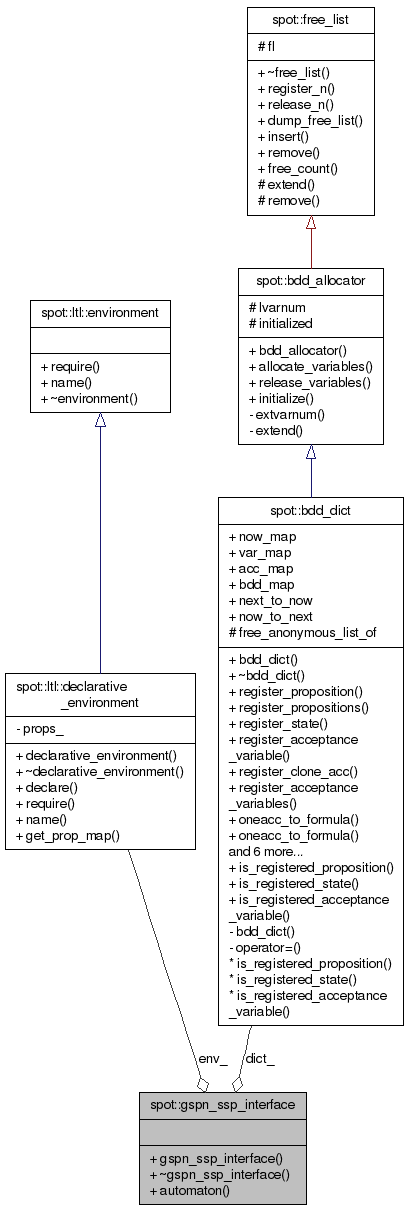 spot::free_list
# fl
+ ~free_list()
+ register_n()
+ release_n()
+ dump_free_list()
+ insert()
+ remove()
+ free_count()
# extend()
# remove()
spot::bdd_allocator
# lvarnum
# initialized
+ bdd_allocator()
+ allocate_variables()
+ release_variables()
+ initialize()
- extvarnum()
- extend()
spot::ltl::environment
+ require()
+ name()
+ ~environment()
spot::bdd_dict
+ now_map
+ var_map
+ acc_map
+ bdd_map
+ next_to_now
+ now_to_next
# free_anonymous_list_of
+ bdd_dict()
+ ~bdd_dict()
+ register_proposition()
+ register_propositions()
+ register_state()
+ register_acceptance
_variable()
+ register_clone_acc()
+ register_acceptance
_variables()
+ oneacc_to_formula()
+ oneacc_to_formula()
and 6 more...
+ is_registered_proposition()
+ is_registered_state()
+ is_registered_acceptance
_variable()
- bdd_dict()
- operator=()
* is_registered_proposition()
* is_registered_state()
* is_registered_acceptance
_variable()
spot::ltl::declarative
_environment
- props_
+ declarative_environment()
+ ~declarative_environment()
+ declare()
+ require()
+ name()
+ get_prop_map()
env_
dict_
spot::gspn_ssp_interface
+ gspn_ssp_interface()
+ ~gspn_ssp_interface()
+ automaton()